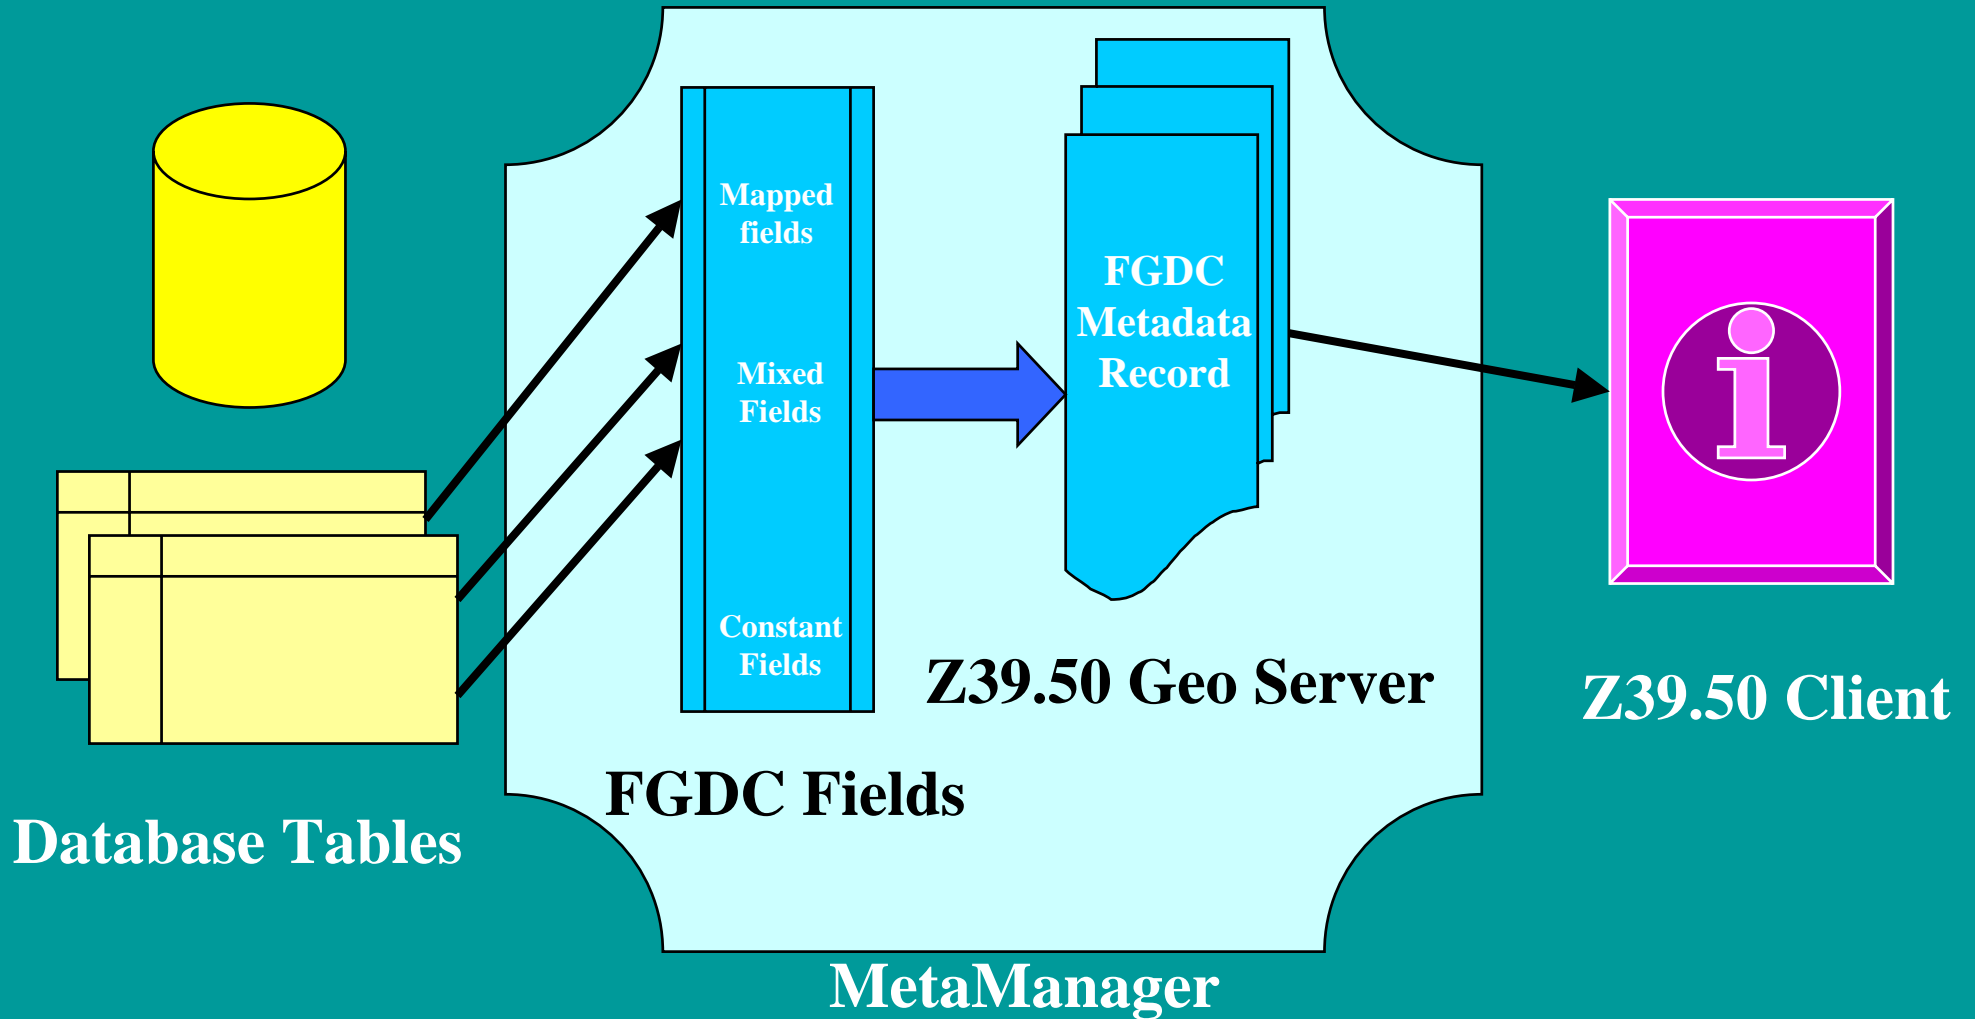 Mapped
fields
Mixed
Fields
Constant
Fields
FGDC
Metadata
Record
Z39.50 Geo Server
Z39.50 Client
FGDC Fields
Database Tables
MetaManager